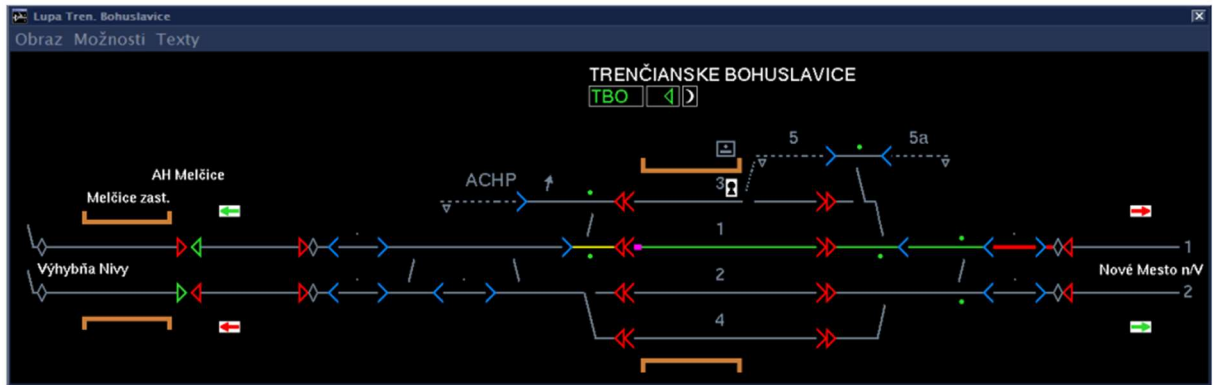 Lupa Tren. Bohuslavice
Obraz Možnosti Texty
TRENČIANSKE BOHUSLAVICE
TBO
5
5a
AH Melčice
ACHP
3
Melčice zast.
1
1
Výhybňa Nivy
2
Nové Mesto n/V
2
4